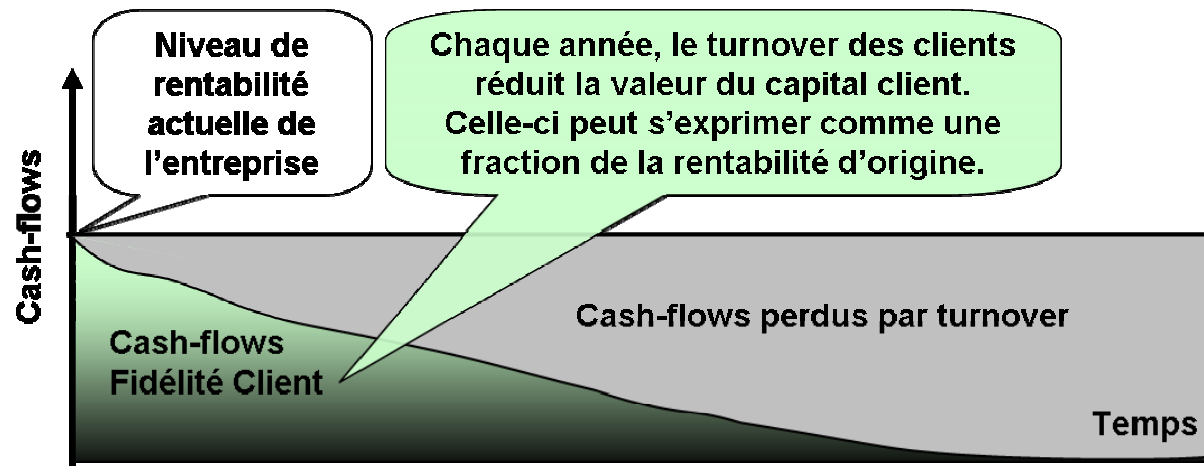 Niveau de
rentabilité
actuelle de
l'entreprise
Chaque année, le turnover des clients
réduit la valeur du capital client.
Celle-ci peut s'exprimer comme une
fraction de la rentabilité d'origine.
Cash-flows
Cash-flows perdus par turnover
Cash-flows
Fidélité Client
Temps